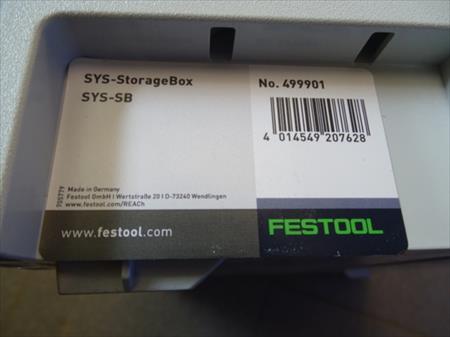 SYS-StorageBox
SYS-SB
No. 499901
4 014549 207628
Made in Germany
Festool GmbH I Wertstraße 20 I D-73240 Wendlingen
www.festool.com/REACh
www.festool.com
FESTOOL